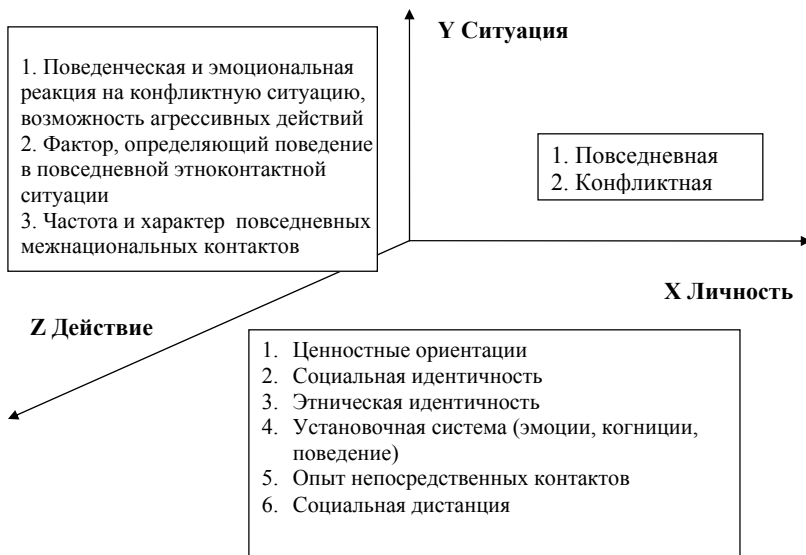 Y Ситуация
1. Поведенческая и эмоциональная
реакция на конфликтную ситуацию,
возможность агрессивных действий
2. Фактор, определяющий поведение
в повседневной этноконтактной
ситуации
3. Частота и характер повседневных
межнациональных контактов
1. Повседневная
2. Конфликтная
X Личность
Z Действие
1. Ценностные ориентации
2. Социальная идентичность
3. Этническая идентичность
4. Установочная система (эмоции, когниции,
поведение)
5. Опыт непосредственных контактов
6. Социальная дистанция